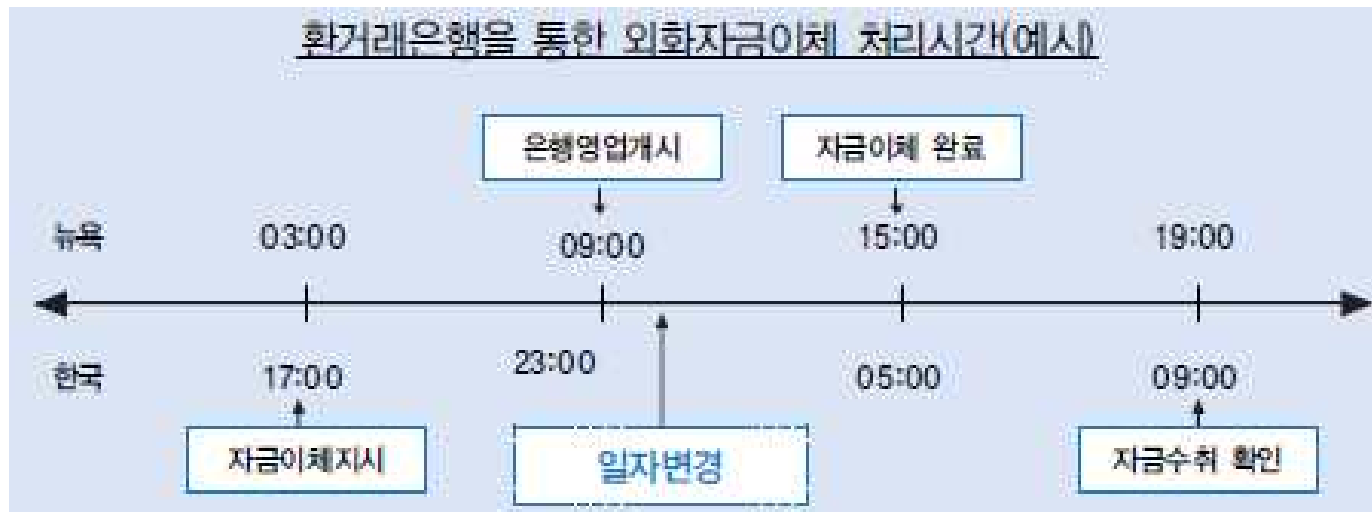 환거래은행을 통한 외화자금이체 처리시간(예시)
은행영업개시
자금이체 완료
뉴욕
03:00
09:00
15:00
19:00
한국
17:00
23:00
05:00
09:00
자금이체지시
일자변경
자금수취 확인